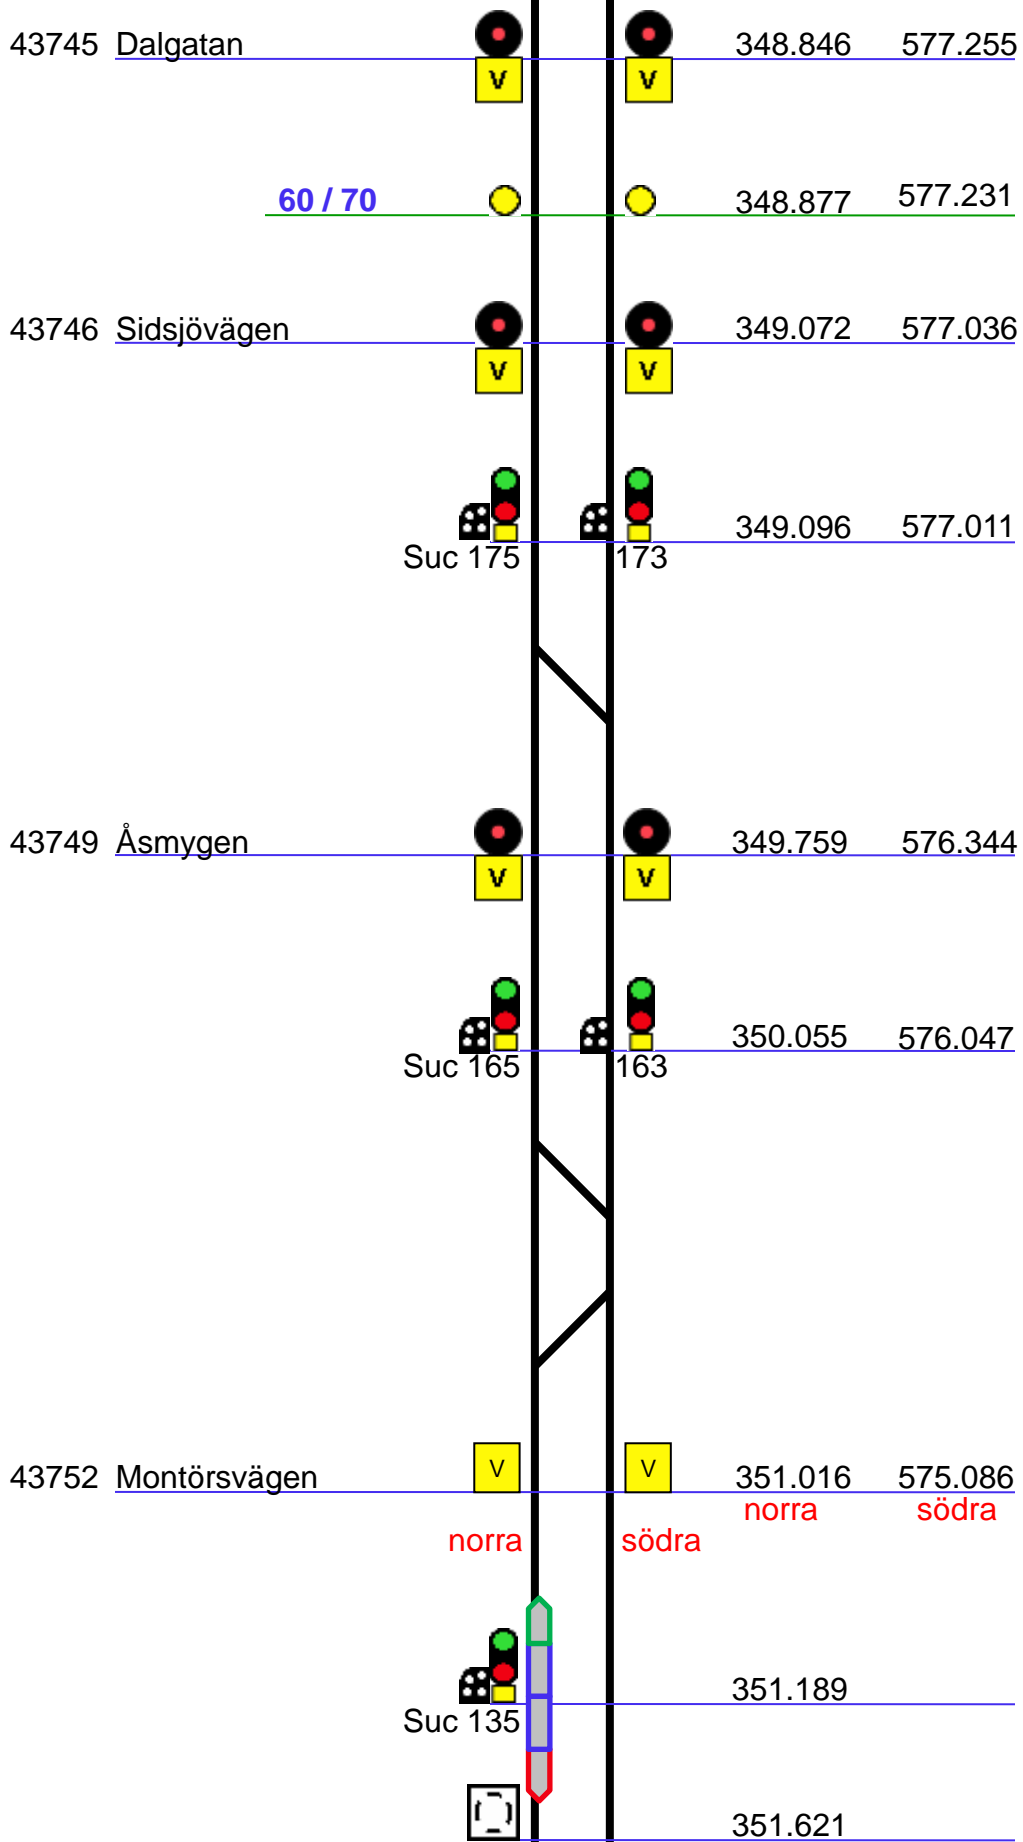 43745 Dalgatan 348.846 577.255
V V
60 / 70 348.877 577.231
43746 Sidsjövägen 349.072 577.036
V V
349.096 577.011
Suc 175 173
43749 Åsmygen 349.759 576.344
V V
350.055 576.047
Suc 165 163
43752 Montörsvägen V V 351.016 575.086
norra södra
norra södra
351.189
Suc 135
351.621